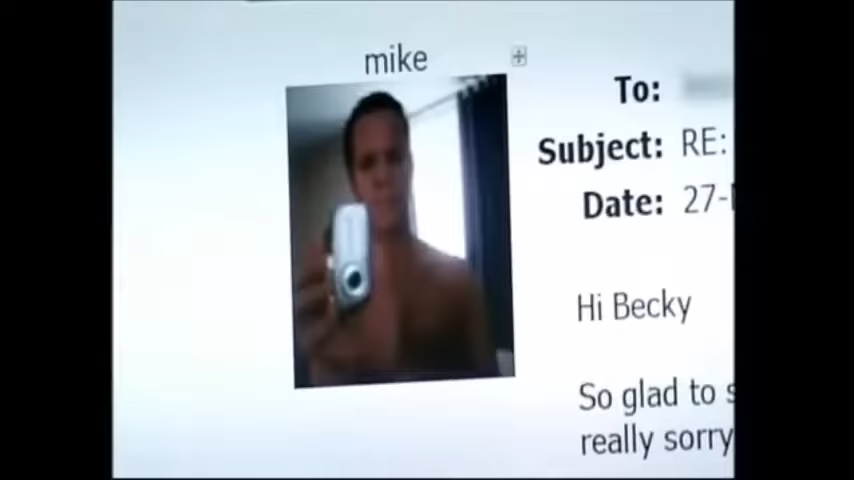 mike
To:
Subject: RE:
Date: 27-
Hi Becky
So glad to
really sorry